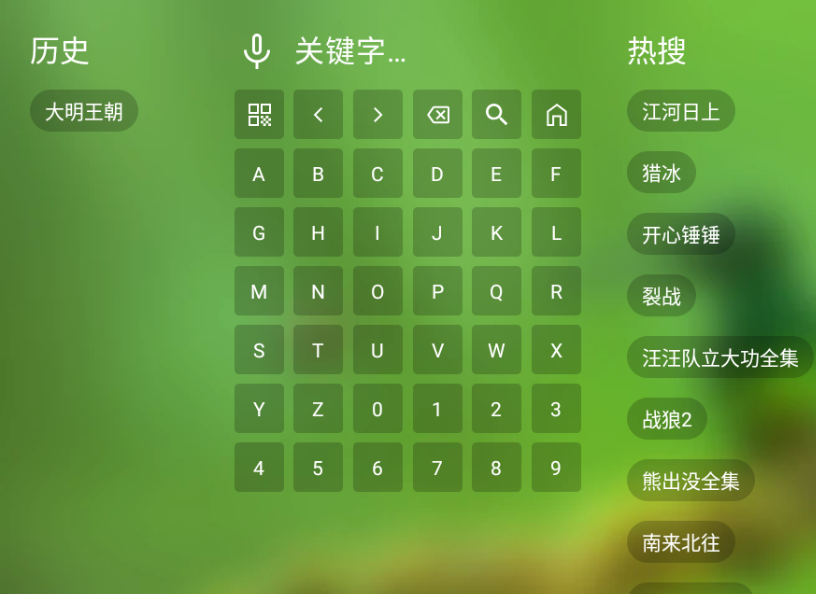 历史
大明王朝
关键字...
A B C D E F
G H I J K L
M N O P Q R
S T U V W X
Y Z 0 1 2 3
4 5 6 7 8 9
热搜
江河日上
猎冰
开心锤锤
裂战
汪汪队立大功全集
战狼2
熊出没全集
南来北往